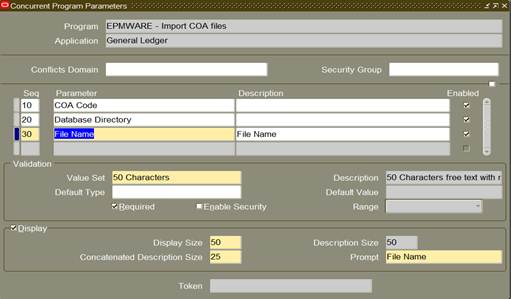 Concurrent Program Parameters
Program EPMWARE - Import COA files
Application General Ledger
Conflicts Domain Security Group
Seq Parameter Description Enabled
10 COA Code
20 Database Directory
30 File Name File Name
Validation
Value Set 50 Characters Description 50 Characters free text with r
Default Type Default Value
Required Enable Security Range
Display
Display Size 50 Description Size 50
Concatenated Description Size 25 Prompt File Name
Token